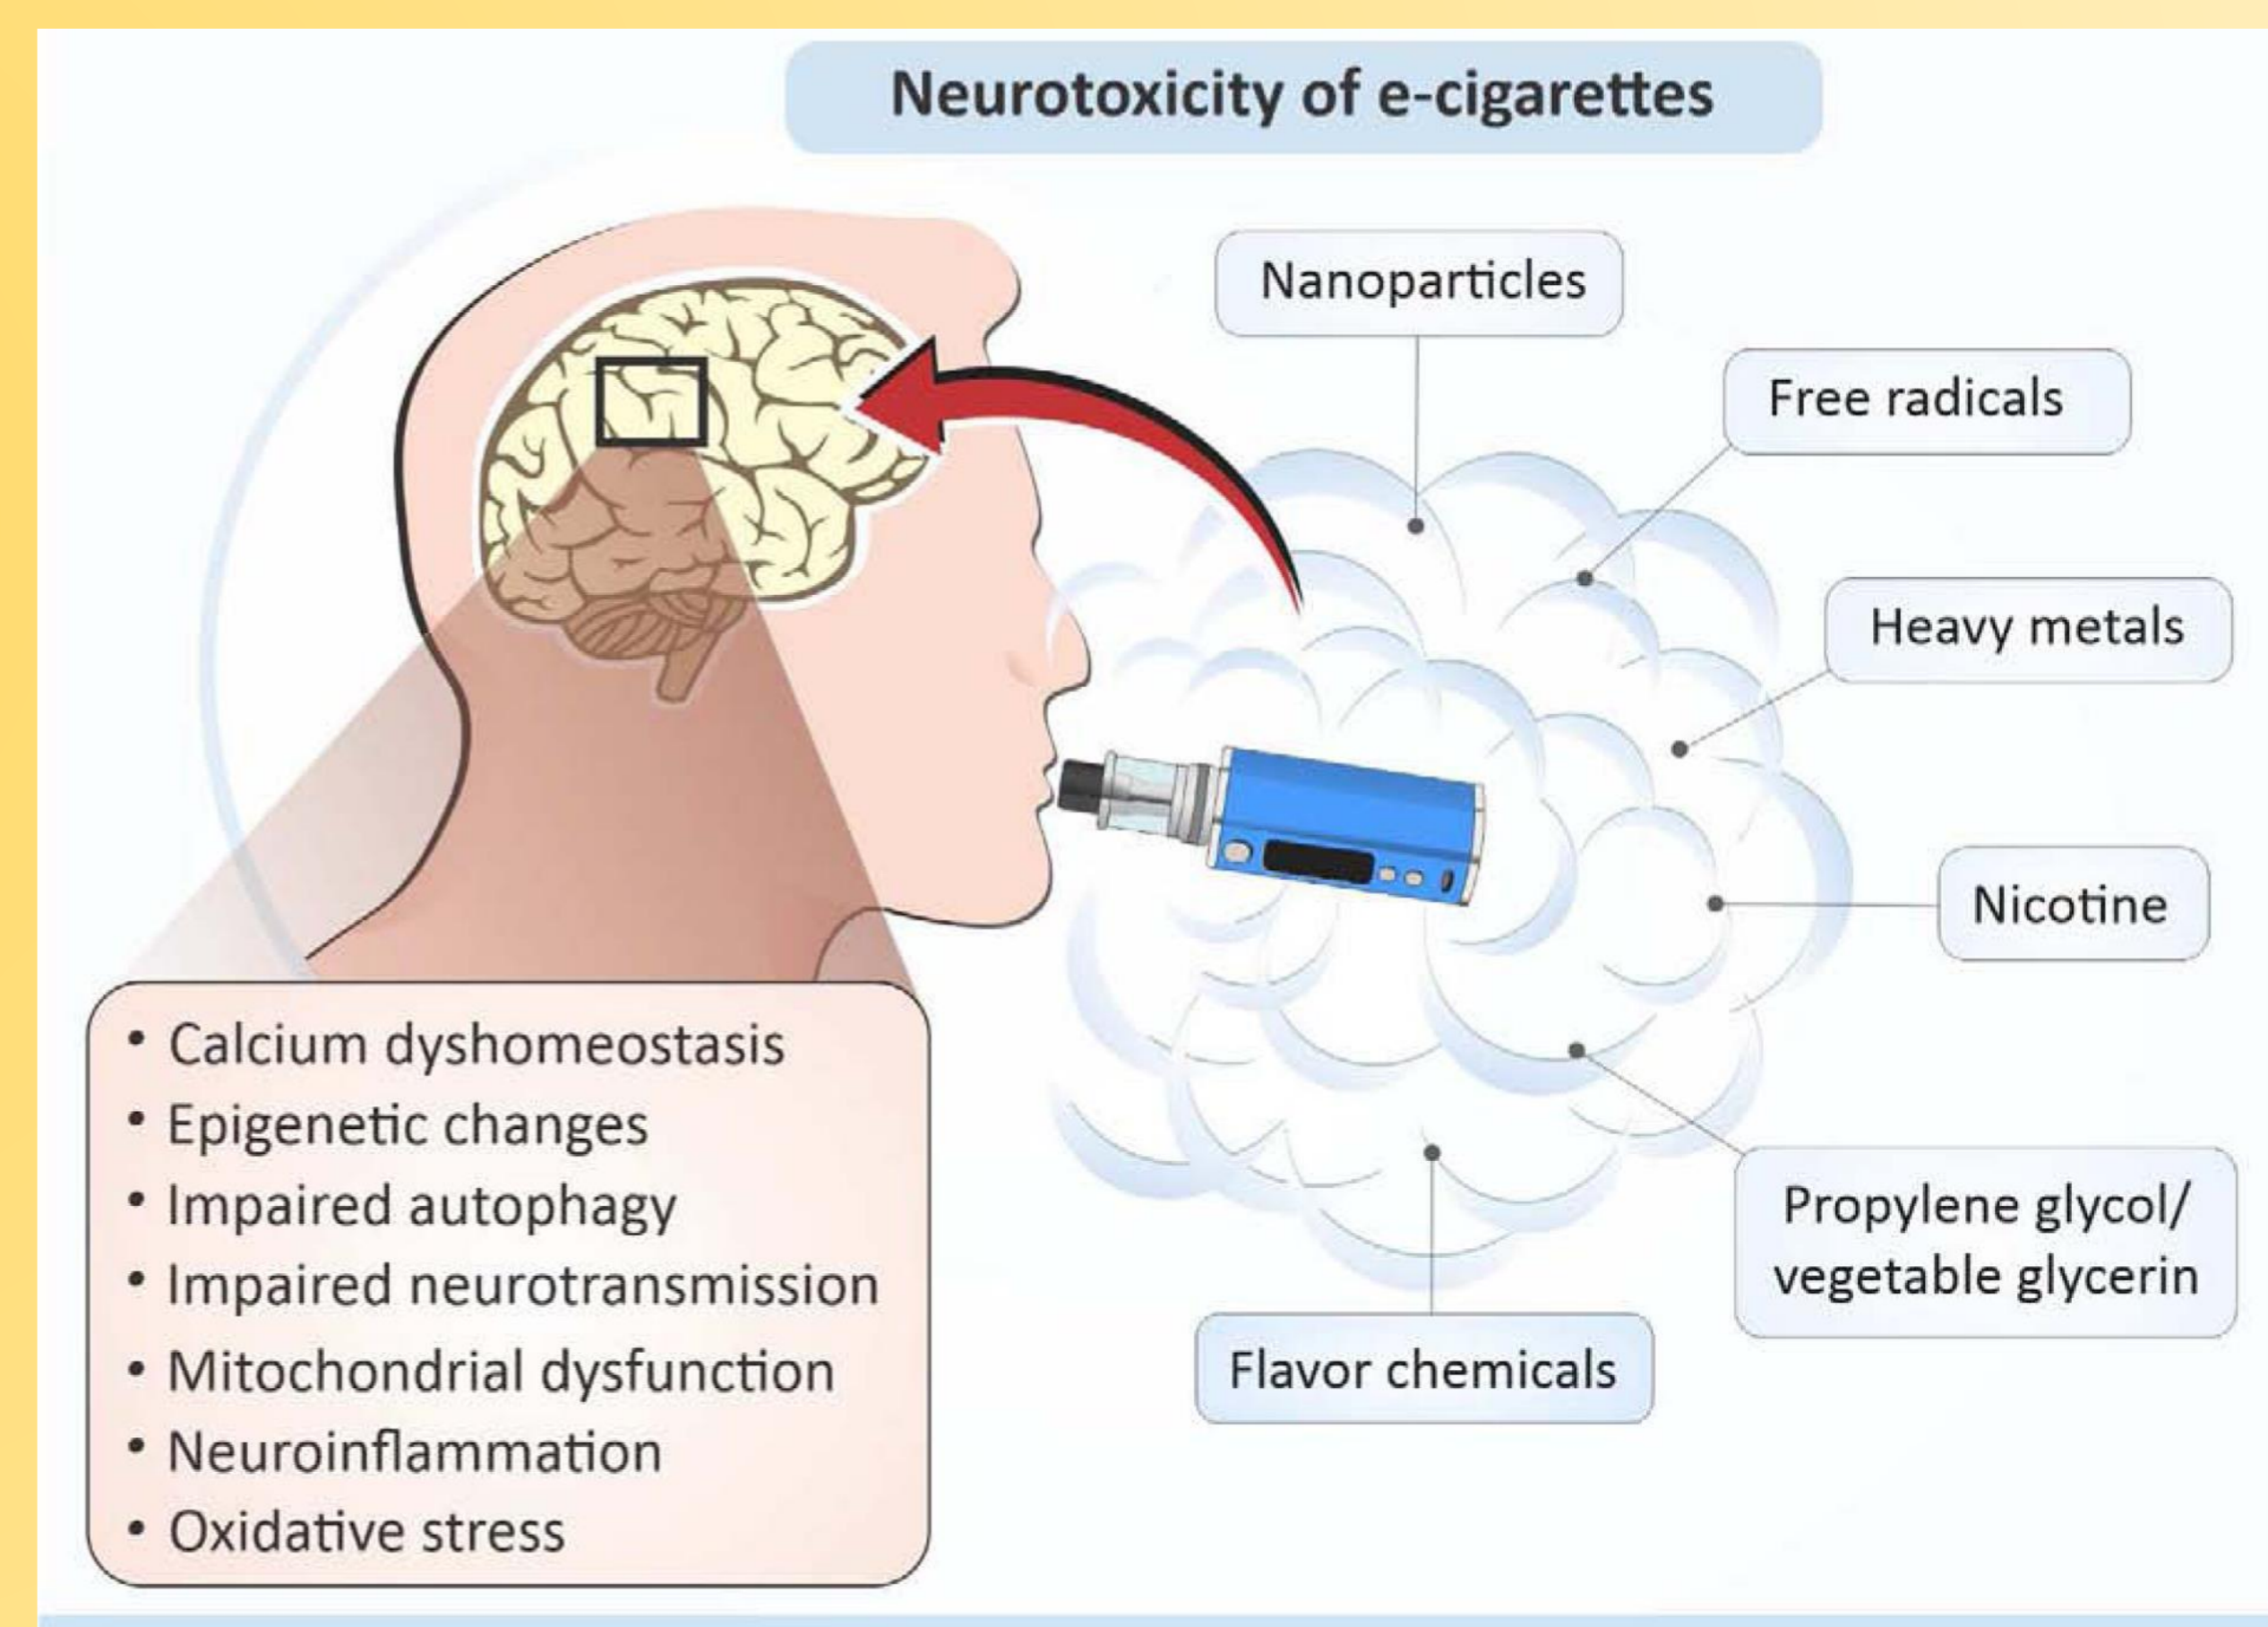 Neurotoxicity of e-cigarettes
Nanoparticles
Free radicals
Heavy metals
Nicotine
Propylene glycol/
vegetable glycerin
Flavor chemicals
• Calcium dyshomeostasis
• Epigenetic changes
• Impaired autophagy
• Impaired neurotransmission
• Mitochondrial dysfunction
• Neuroinflammation
• Oxidative stress